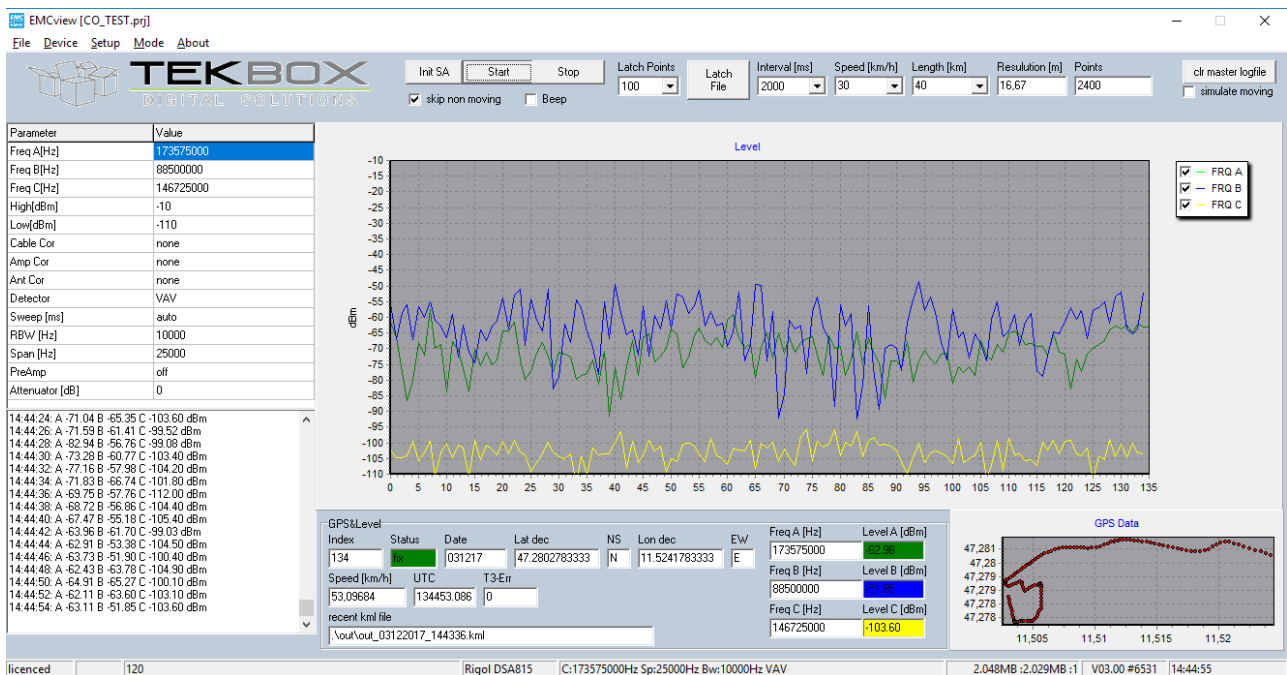 EMCview [CO_TEST.prj]
File Device Setup Mode About
TEKBOX
DIGITAL SOLUTIONS
Init SA Start Stop
skip non moving Beep
Latch Points
100
Latch File
Interval [ms] Speed [km/h] Length [km] Resulution [m] Points
2000 30 40 16,67 2400
clr master logfile
simulate moving
Parameter Value
Freq A[Hz] 173575000
Freq B[Hz] 88500000
Freq C[Hz] 146725000
High[dBm] -10
Low[dBm] -110
Cable Cor none
Amp Cor none
Ant Cor none
Detector VAV
Sweep [ms] auto
RBW [Hz] 10000
Span [Hz] 25000
PreAmp off
Attenuator [dB] 0
14:44:24: A -71.04 B -65.35 C -103.60 dBm
14:44:26: A -71.59 B -61.41 C -99.52 dBm
14:44:28: A -82.94 B -56.76 C -99.08 dBm
14:44:30: A -73.28 B -60.77 C -103.40 dBm
14:44:32: A -77.16 B -57.98 C -104.20 dBm
14:44:34: A -71.83 B -66.74 C -101.80 dBm
14:44:36: A -69.75 B -57.76 C -112.00 dBm
14:44:38: A -68.72 B -56.86 C -104.40 dBm
14:44:40: A -67.47 B -55.18 C -105.40 dBm
14:44:42: A -63.96 B -61.70 C -99.03 dBm
14:44:44: A -62.91 B -53.38 C -104.50 dBm
14:44:46: A -63.73 B -51.90 C -100.40 dBm
14:44:48: A -62.43 B -63.78 C -104.90 dBm
14:44:50: A -64.91 B -65.27 C -100.10 dBm
14:44:52: A -62.11 B -63.60 C -103.10 dBm
14:44:54: A -63.11 B -51.85 C -103.60 dBm
Level
dBm
-10
-15
-20
-25
-30
-35
-40
-45
-50
-55
-60
-65
-70
-75
-80
-85
-90
-95
-100
-105
-110
0 5 10 15 20 25 30 35 40 45 50 55 60 65 70 75 80 85 90 95 100 105 110 115 120 125 130 135
FRQ A
FRQ B
FRQ C
GPS&Level
Index Status Date Lat dec NS Lon dec EW
134 fix 031217 47.2802783333 N 11.5241783333 E
Speed [km/h] UTC T3-Err
53,09684 134453.086 0
recent kml file
.\out\out_03122017_144336.kml
Freq A [Hz] Level A [dBm]
173575000 -62.98
Freq B [Hz] Level B [dBm]
88500000 -51.85
Freq C [Hz] Level C [dBm]
146725000 -103.60
GPS Data
47,281
47,28
47,279
47,279
47,278
47,278
11,505 11,51 11,515 11,52
licenced 120 Rigol DSA815 C:173575000Hz Sp:25000Hz Bw:10000Hz VAV 2.048MB :2.029MB :1 V03.00 #6531 14:44:55